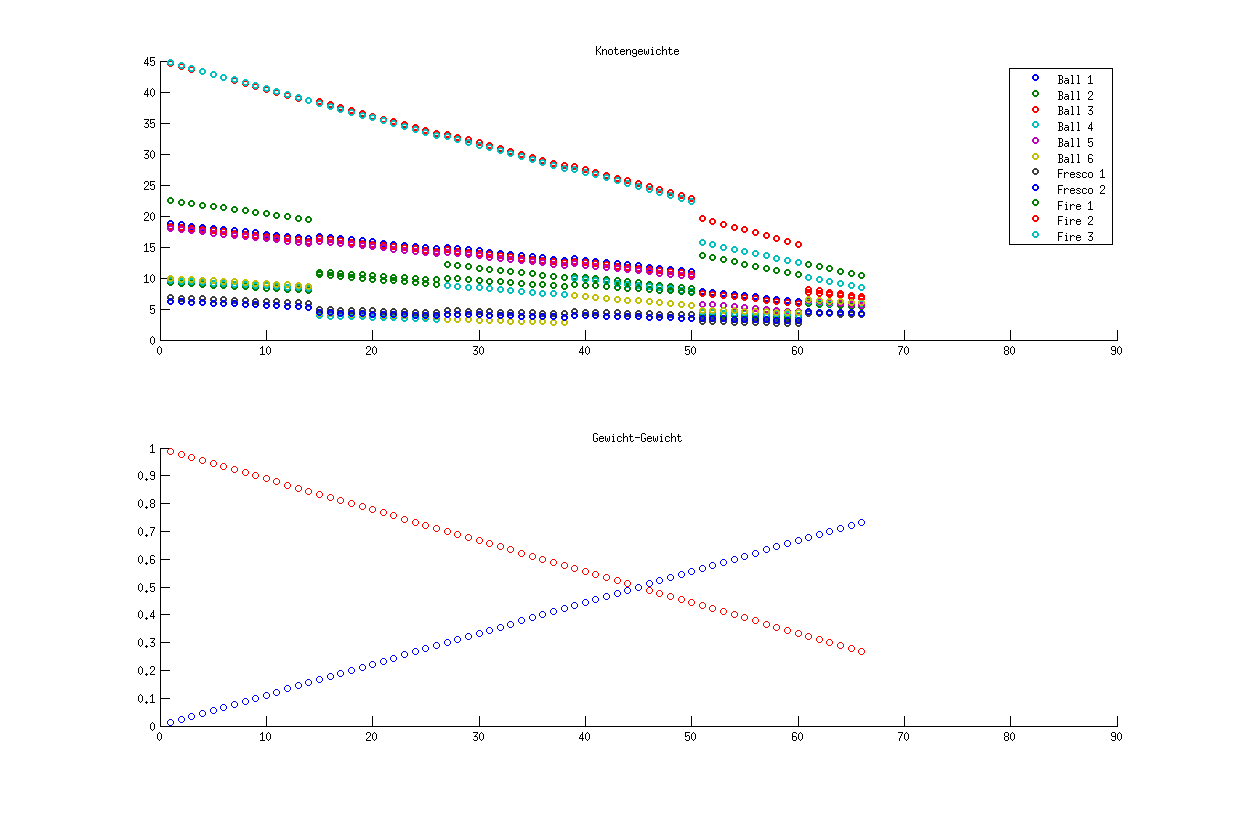 Knotengewichte
45
40
35
30
25
20
15
10
5
0
0 10 20 30 40 50 60 70 80 90
Ball 1
Ball 2
Ball 3
Ball 4
Ball 5
Ball 6
Fresco 1
Fresco 2
Fire 1
Fire 2
Fire 3
Gewicht-Gewicht
1
0.9
0.8
0.7
0.6
0.5
0.4
0.3
0.2
0.1
0
0 10 20 30 40 50 60 70 80 90